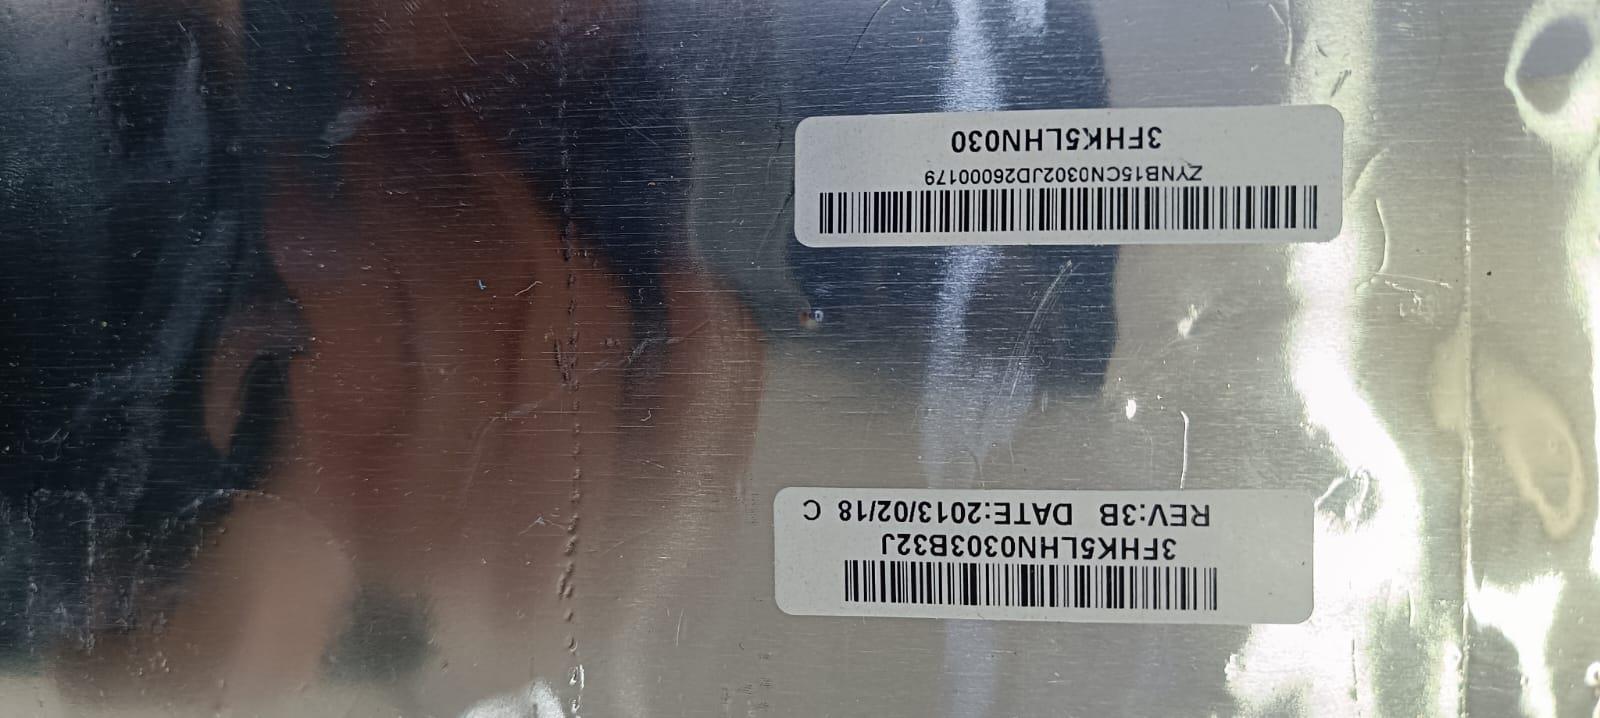 3FHK5LHN0303B32J
REV:3B DATE:2013/02/18 C
ZYNB15CN0302JD26000179
3FHK5LHN030